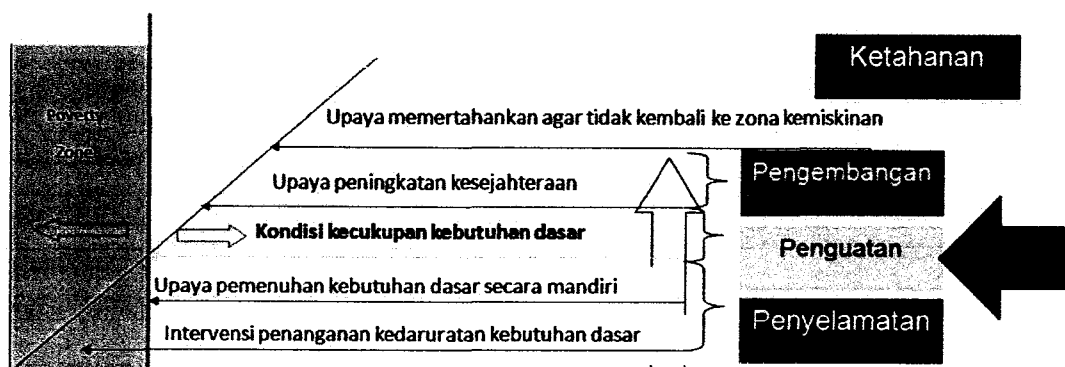 Ketahanan
Poverty
Zone
Upaya memertahankan agar tidak kembali ke zona kemiskinan
Upaya peningkatan kesejahteraan
Pengembangan
Kondisi kecukupan kebutuhan dasar
Penguatan
Upaya pemenuhan kebutuhan dasar secara mandiri
Intervensi penanganan kedaruratan kebutuhan dasar
Penyelamatan